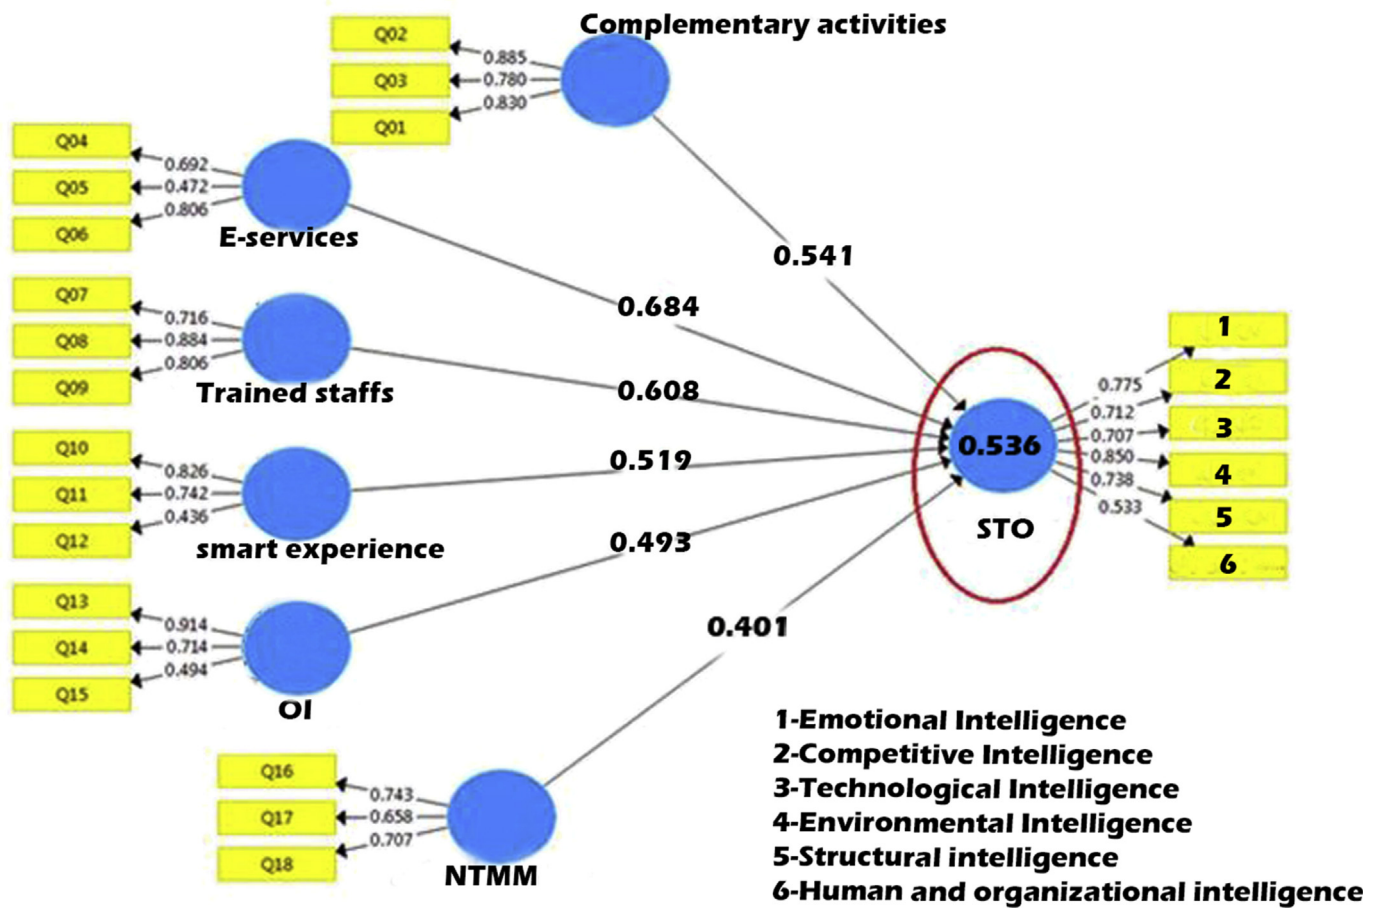 Complementary activities
Q02
0.885
Q03
0.780
0.830
Q01
Q04
0.692
Q05
0.472
0.806
Q06
E-services
0.541
0.684
Q07
0.716
Q08
0.884
0.806
Q09
Trained staffs
0.608
Q10
0.826
Q11
0.742
0.436
Q12
smart experience
0.519
Q13
0.914
Q14
0.714
0.494
Q15
OI
0.493
Q16
0.743
Q17
0.658
0.707
Q18
NTMM
0.401
0.536
STO
0.775
0.712
0.707
0.850
0.738
0.533
1
2
3
4
5
6
1-Emotional Intelligence
2-Competitive Intelligence
3-Technological Intelligence
4-Environmental Intelligence
5-Structural intelligence
6-Human and organizational intelligence